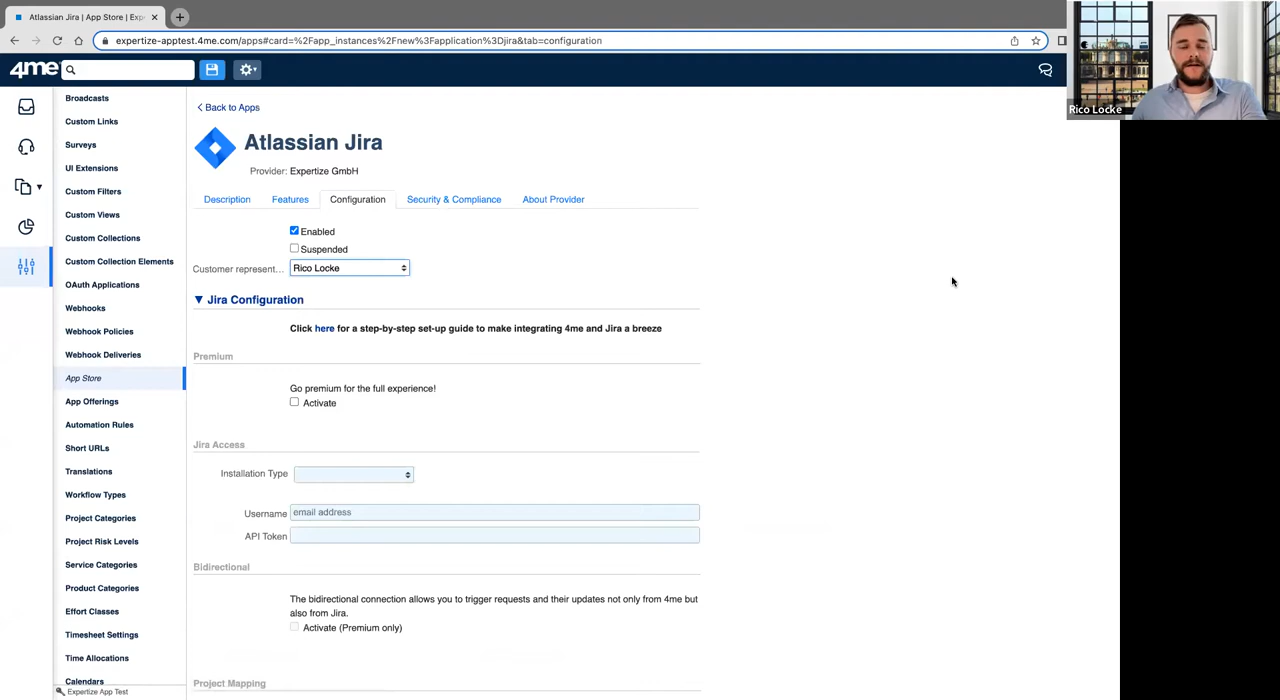 Atlassian Jira | App Store | Exp
expertize-apptest.4me.com/apps#card=%2Fapp_instances%2Fnew%3Fapplication%3Djira&tab=configuration
Rico Locke
4me
Broadcasts
Custom Links
Surveys
UI Extensions
Custom Filters
Custom Views
Custom Collections
Custom Collection Elements
OAuth Applications
Webhooks
Webhook Policies
Webhook Deliveries
App Store
App Offerings
Automation Rules
Short URLs
Translations
Workflow Types
Project Categories
Project Risk Levels
Service Categories
Product Categories
Effort Classes
Timesheet Settings
Time Allocations
Calendars
Expertize App Test
Back to Apps
Atlassian Jira
Provider: Expertize GmbH
Description Features Configuration Security & Compliance About Provider
Enabled
Suspended
Customer represent... Rico Locke
Jira Configuration
Click here for a step-by-step set-up guide to make integrating 4me and Jira a breeze
Premium
Go premium for the full experience!
Activate
Jira Access
Installation Type
Username email address
API Token
Bidirectional
The bidirectional connection allows you to trigger requests and their updates not only from 4me but
also from Jira.
Activate (Premium only)
Project Mapping